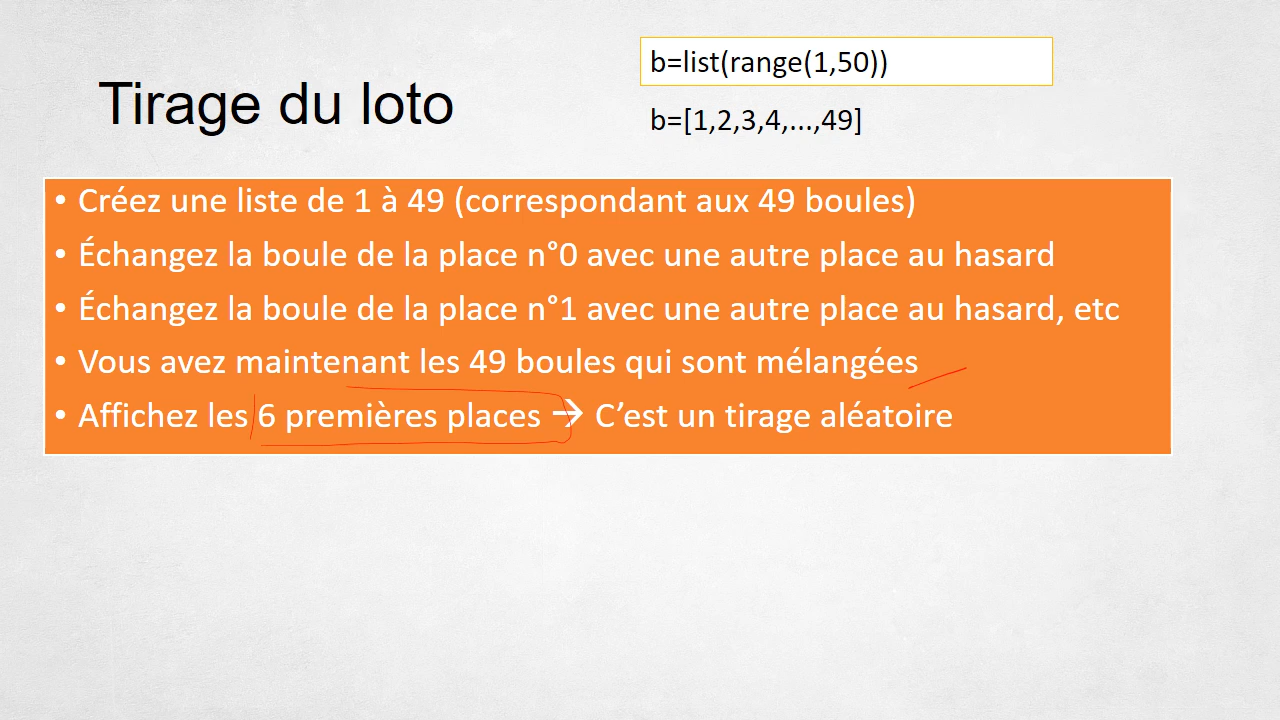 Tirage du loto
b=list(range(1,50))
b=[1,2,3,4,...,49]
• Créez une liste de 1 à 49 (correspondant aux 49 boules)
• Échangez la boule de la place n°0 avec une autre place au hasard
• Échangez la boule de la place n°1 avec une autre place au hasard, etc
• Vous avez maintenant les 49 boules qui sont mélangées
• Affichez les 6 premières places → C’est un tirage aléatoire